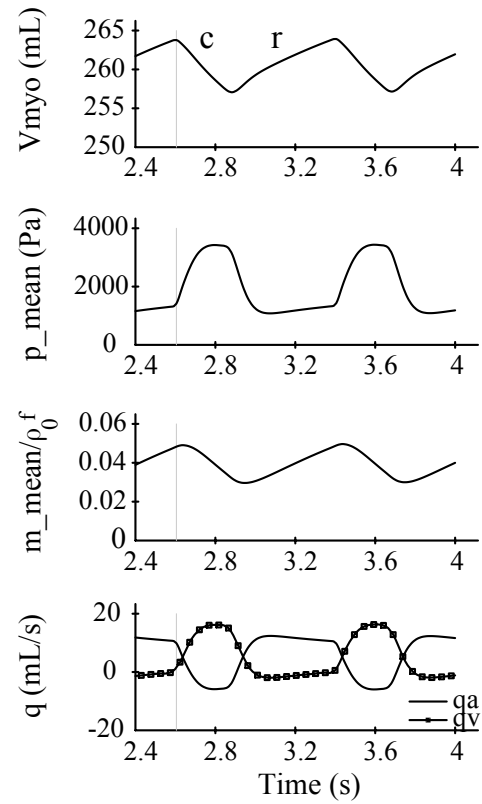 Vmyo (mL)
265
260
255
250
c r
2.4 2.8 3.2 3.6 4
p_mean (Pa)
4000
2000
0
2.4 2.8 3.2 3.6 4
m_mean/ρ₀ᶠ
0.06
0.04
0.02
0
2.4 2.8 3.2 3.6 4
q (mL/s)
20
0
-20
qa
qv
2.4 2.8 3.2 3.6 4
Time (s)